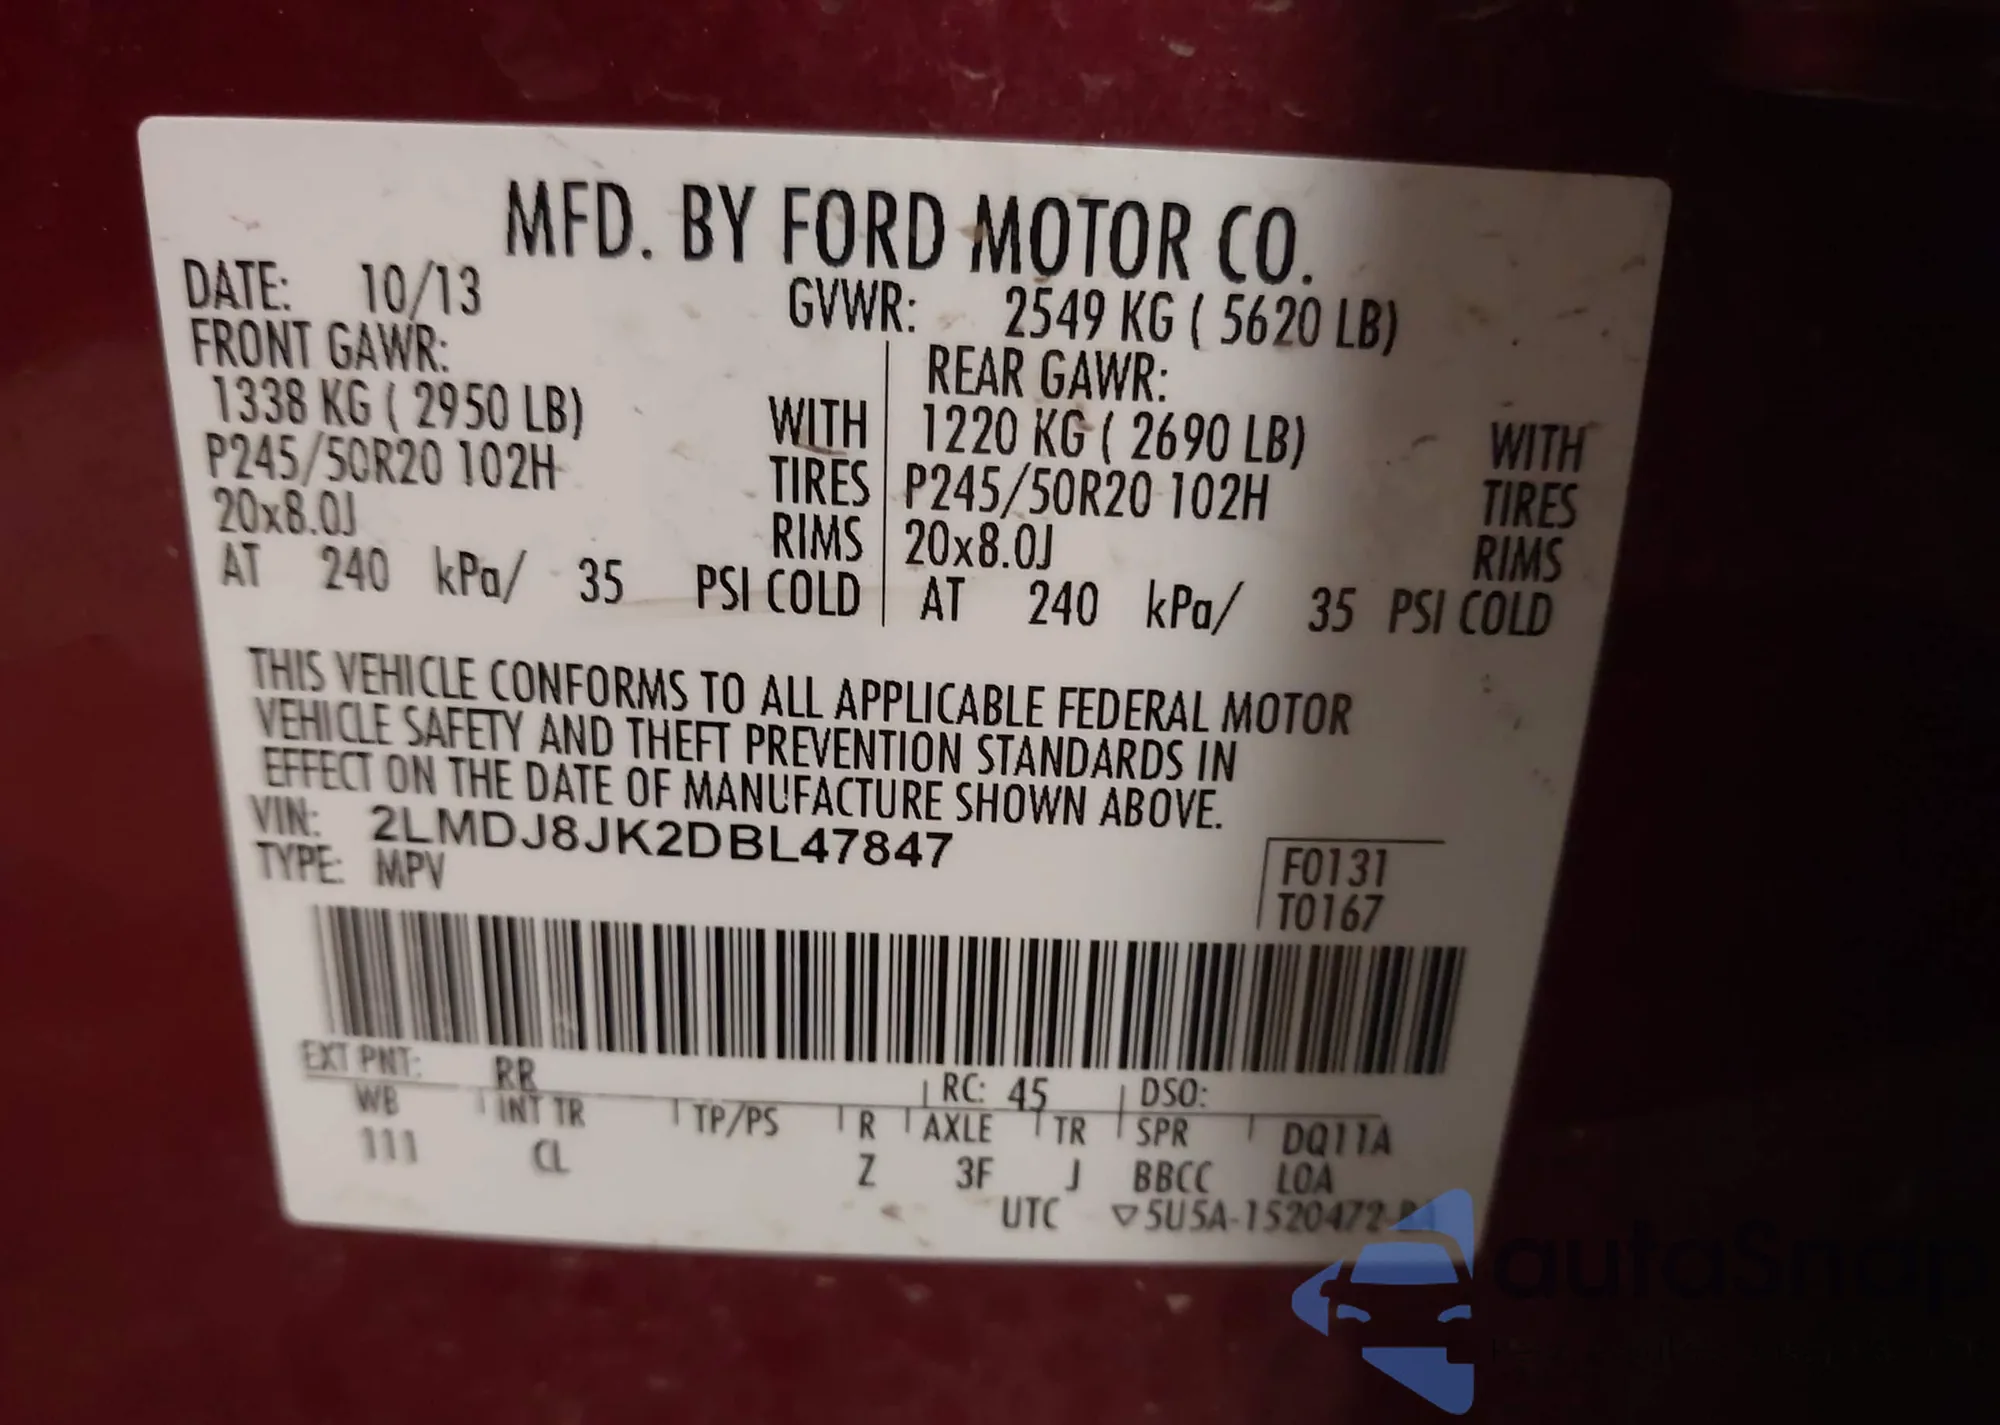 MFD. BY FORD MOTOR CO.
DATE: 10/13 GVWR: 2549 KG ( 5620 LB)
FRONT GAWR: REAR GAWR:
1338 KG ( 2950 LB) WITH 1220 KG ( 2690 LB) WITH
P245/50R20 102H TIRES P245/50R20 102H TIRES
20x8.0J RIMS 20x8.0J RIMS
AT 240 kPa/ 35 PSI COLD AT 240 kPa/ 35 PSI COLD
THIS VEHICLE CONFORMS TO ALL APPLICABLE FEDERAL MOTOR
VEHICLE SAFETY AND THEFT PREVENTION STANDARDS IN
EFFECT ON THE DATE OF MANUFACTURE SHOWN ABOVE.
VIN: 2LMDJ8JK2DBL47847
TYPE: MPV
F0131
T0167
EXT PNT: RR RC: 45 DSO:
WB INT TR TP/PS R AXLE TR SPR DQ11A
111 CL Z 3F J BBCC LOA
UTC ▽5U5A-1520472-
autoSnap